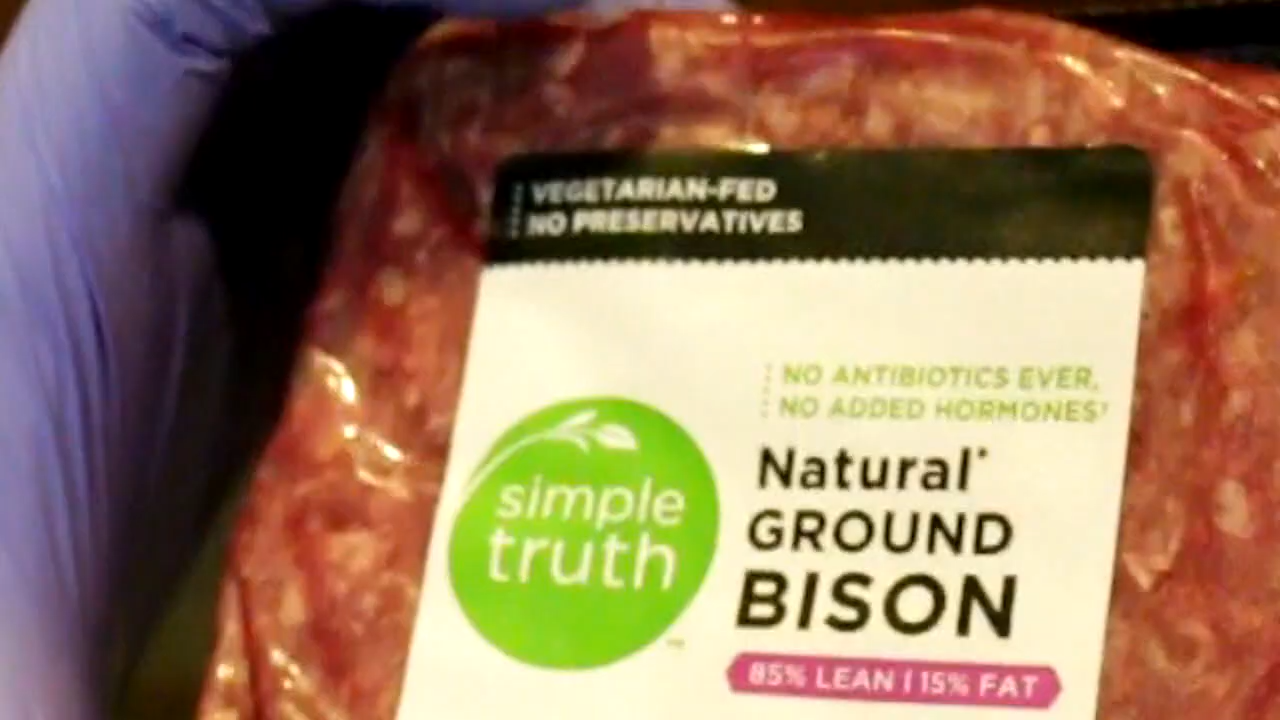 VEGETARIAN-FED
NO PRESERVATIVES
NO ANTIBIOTICS EVER,
NO ADDED HORMONES†
simple
truth
™
Natural*
GROUND
BISON
85% LEAN | 15% FAT